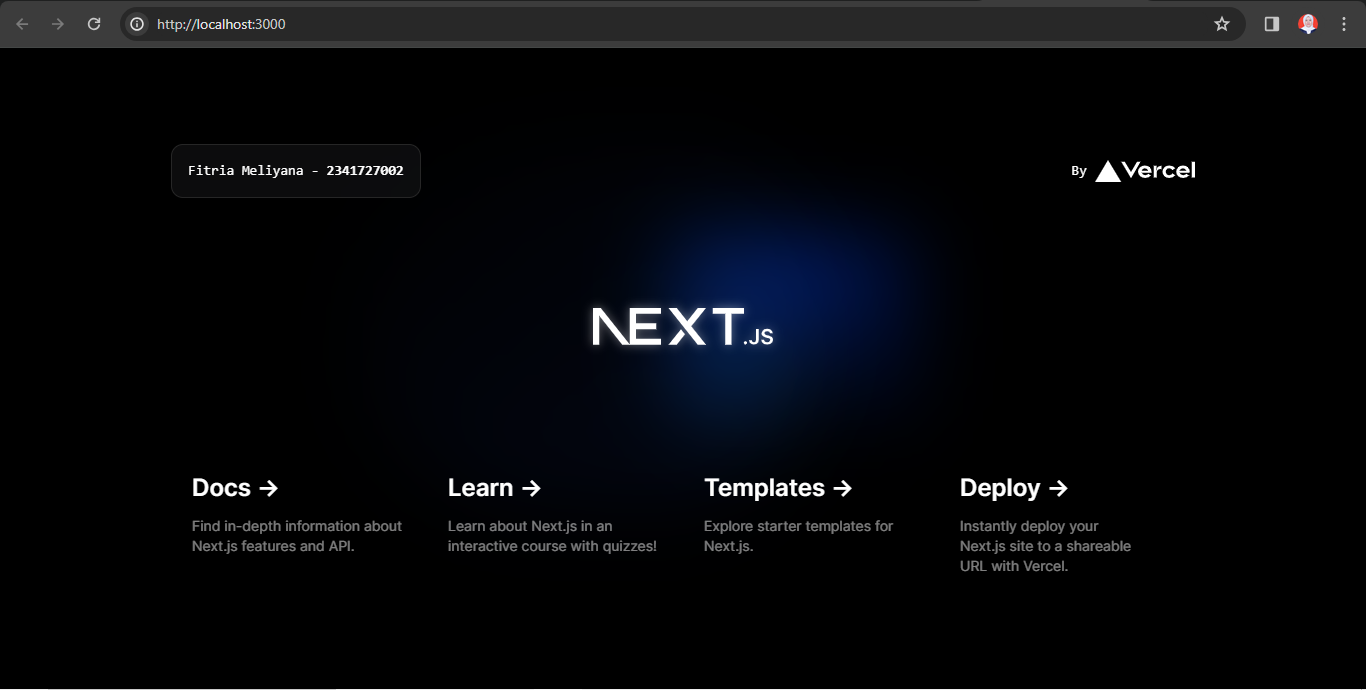 http://localhost:3000
Fitria Meliyana - 2341727002
By Vercel
NEXT.JS
Docs →
Find in-depth information about
Next.js features and API.
Learn →
Learn about Next.js in an
interactive course with quizzes!
Templates →
Explore starter templates for
Next.js.
Deploy →
Instantly deploy your
Next.js site to a shareable
URL with Vercel.